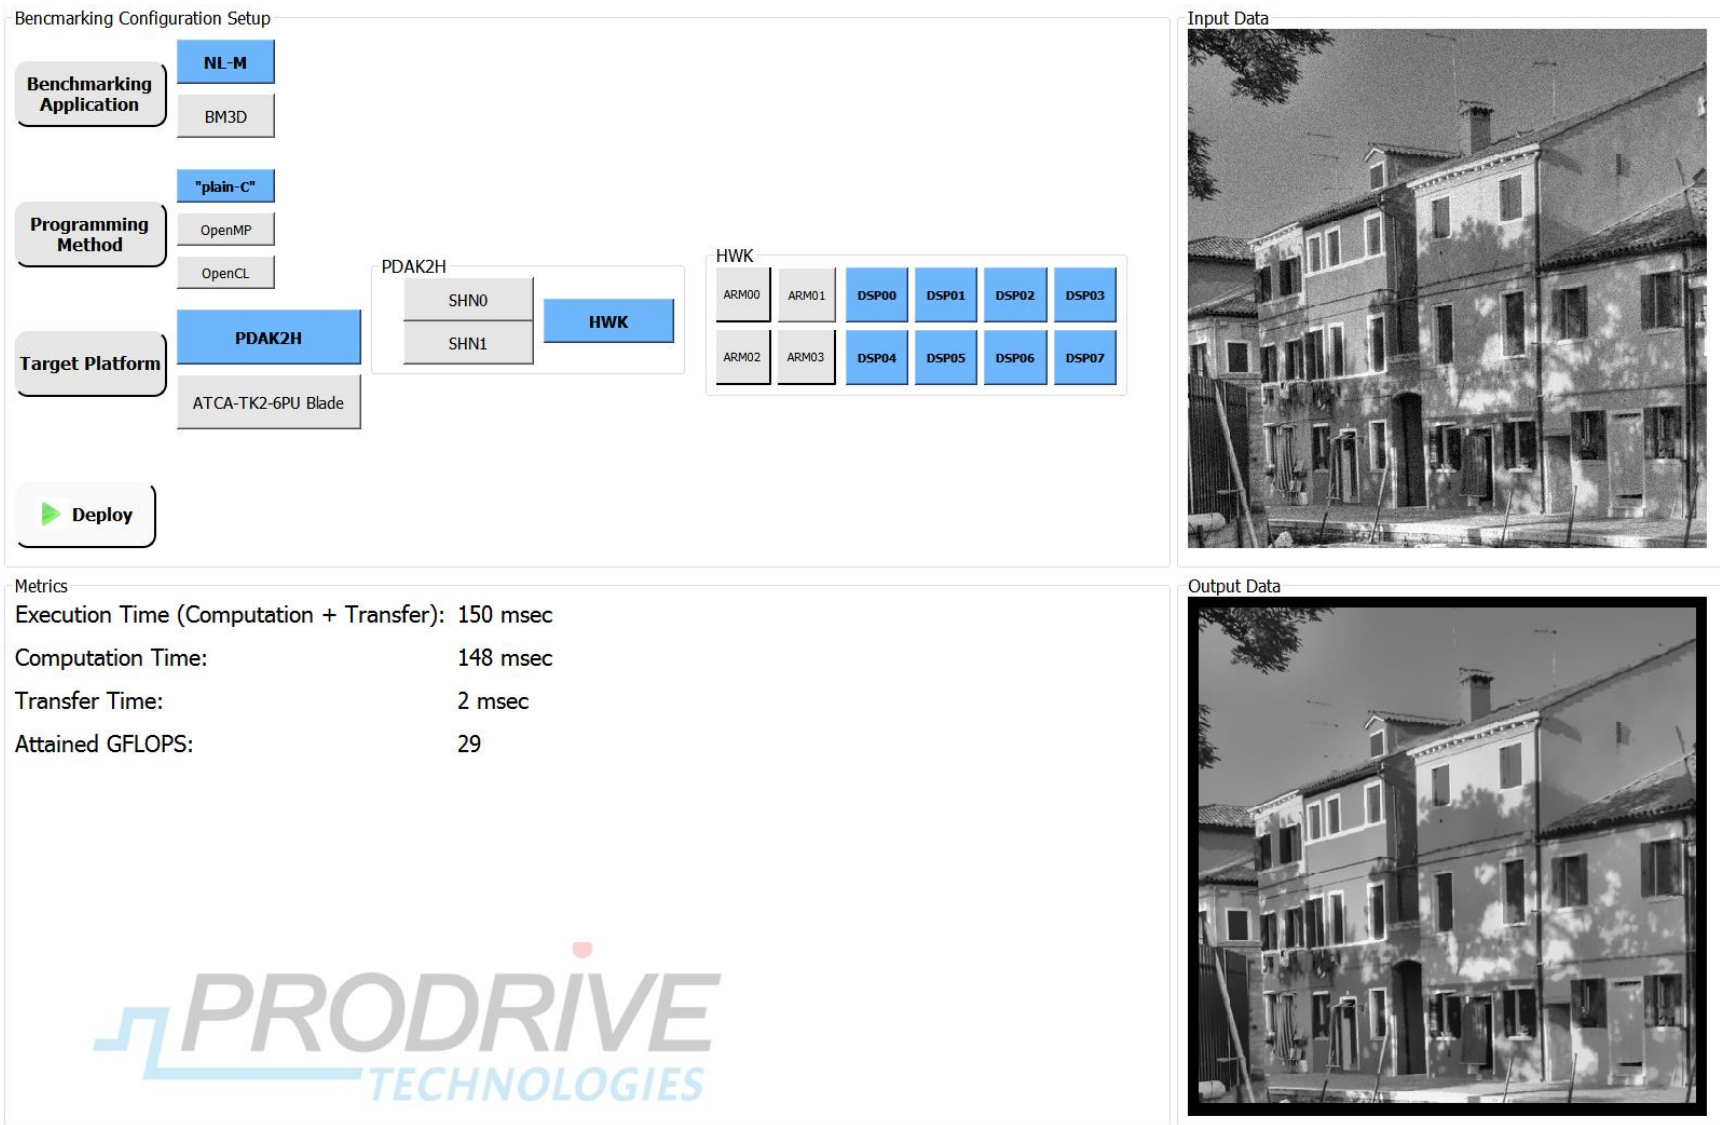 Bencmarking Configuration Setup
Benchmarking
Application
NL-M
BM3D
Programming
Method
"plain-C"
OpenMP
OpenCL
Target Platform
PDAK2H
ATCA-TK2-6PU Blade
PDAK2H
SHN0
SHN1
HWK
HWK
ARM00 ARM01 DSP00 DSP01 DSP02 DSP03
ARM02 ARM03 DSP04 DSP05 DSP06 DSP07
Deploy
Input Data
Metrics
Execution Time (Computation + Transfer): 150 msec
Computation Time: 148 msec
Transfer Time: 2 msec
Attained GFLOPS: 29
PRODRIVE
TECHNOLOGIES
Output Data